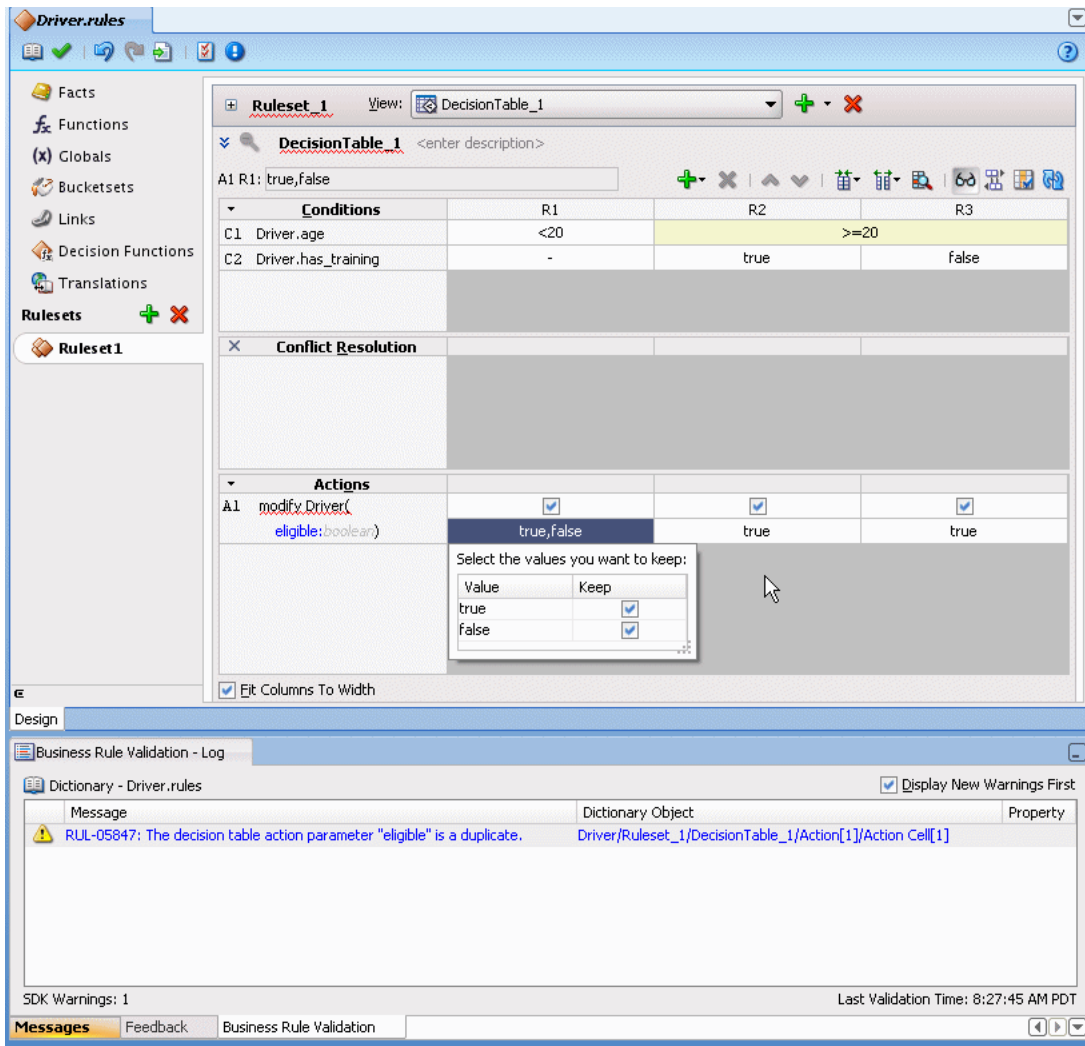 Driver.rules
Facts
Functions
Globals
Bucketsets
Links
Decision Functions
Translations
Rulesets
Ruleset1
Ruleset_1 View: DecisionTable_1
DecisionTable_1 <enter description>
A1 R1: true,false
Conditions R1 R2 R3
C1 Driver.age <20 >=20
C2 Driver.has_training - true false
Conflict Resolution
Actions
A1 modify Driver(
eligible:boolean) true,false true true
Select the values you want to keep:
Value Keep
true
false
Fit Columns To Width
Design
Business Rule Validation - Log
Dictionary - Driver.rules Display New Warnings First
Message Dictionary Object Property
RUL-05847: The decision table action parameter "eligible" is a duplicate. Driver/Ruleset_1/DecisionTable_1/Action[1]/Action Cell[1]
SDK Warnings: 1 Last Validation Time: 8:27:45 AM PDT
Messages Feedback Business Rule Validation